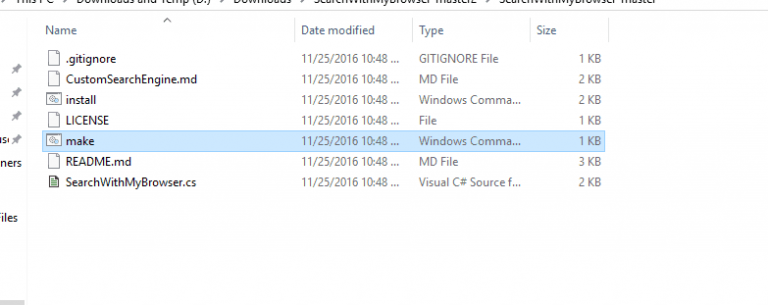 This PC > Downloads and Temp (D:) > Downloads > SearchWithMyBrowser-master2 > SearchWithMyBrowser-master
Name Date modified Type Size
.gitignore 11/25/2016 10:48 ... GITIGNORE File 1 KB
CustomSearchEngine.md 11/25/2016 10:48 ... MD File 2 KB
install 11/25/2016 10:48 ... Windows Comma... 2 KB
LICENSE 11/25/2016 10:48 ... File 1 KB
make 11/25/2016 10:48 ... Windows Comma... 1 KB
ners README.md 11/25/2016 10:48 ... MD File 3 KB
SearchWithMyBrowser.cs 11/25/2016 10:48 ... Visual C# Source f... 2 KB
Files